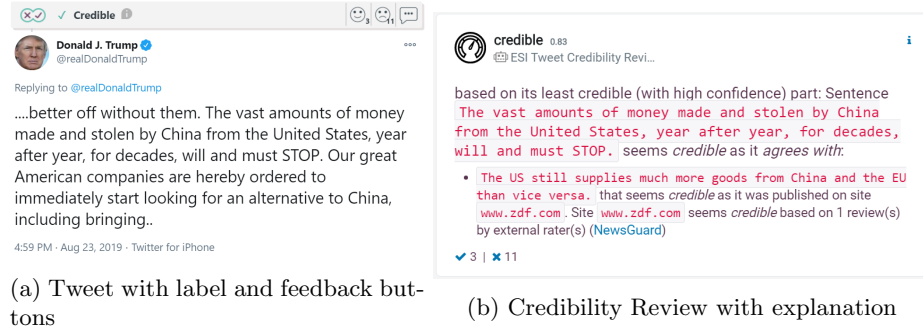 ✓ Credible
3 11
Donald J. Trump
@realDonaldTrump
Replying to @realDonaldTrump
....better off without them. The vast amounts of money
made and stolen by China from the United States, year
after year, for decades, will and must STOP. Our great
American companies are hereby ordered to
immediately start looking for an alternative to China,
including bringing..
4:59 PM · Aug 23, 2019 · Twitter for iPhone
(a) Tweet with label and feedback but-
tons
credible 0.83
ESI Tweet Credibility Revi...
based on its least credible (with high confidence) part: Sentence
The vast amounts of money made and stolen by China
from the United States, year after year, for decades,
will and must STOP. seems credible as it agrees with:
• The US still supplies much more goods from China and the EU
than vice versa. that seems credible as it was published on site
www.zdf.com. Site www.zdf.com seems credible based on 1 review(s)
by external rater(s) (NewsGuard)
✔ 3 | ✖ 11
(b) Credibility Review with explanation